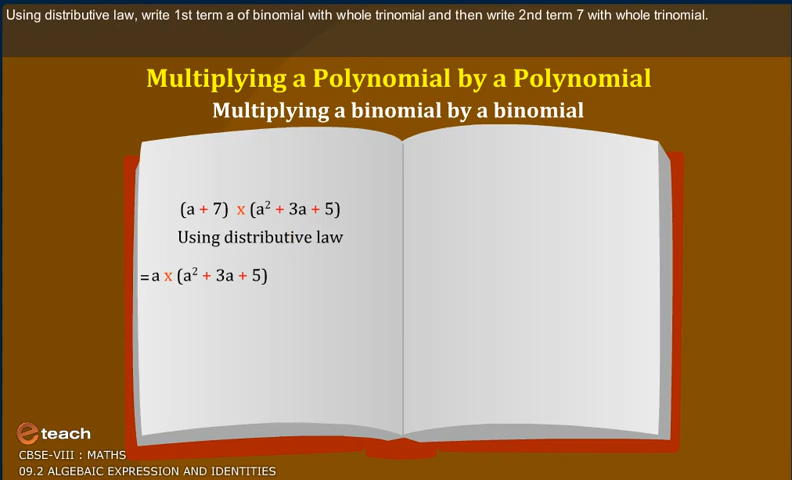 Using distributive law, write 1st term a of binomial with whole trinomial and then write 2nd term 7 with whole trinomial.
Multiplying a Polynomial by a Polynomial
Multiplying a binomial by a binomial
(a + 7) x (a² + 3a + 5)
Using distributive law
= a x (a² + 3a + 5)
e teach
CBSE-VIII : MATHS
09.2 ALGEBAIC EXPRESSION AND IDENTITIES